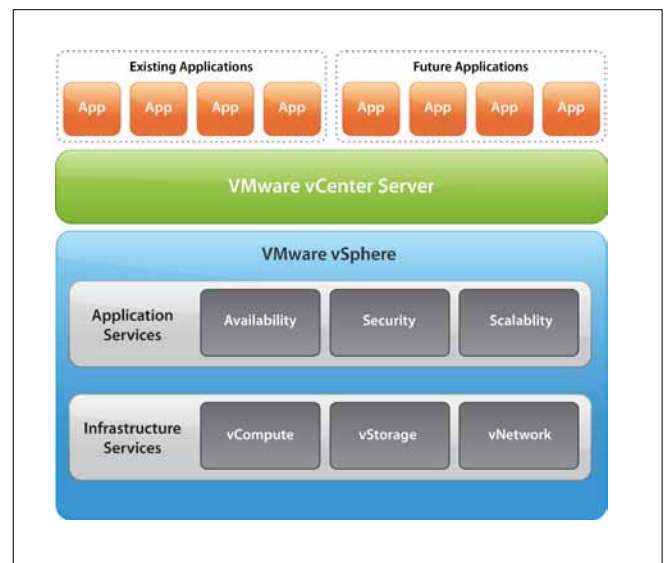 Existing Applications
Future Applications
App App App App
App App App App
VMware vCenter Server
VMware vSphere
Application
Services
Availability
Security
Scalablity
Infrastructure
Services
vCompute
vStorage
vNetwork